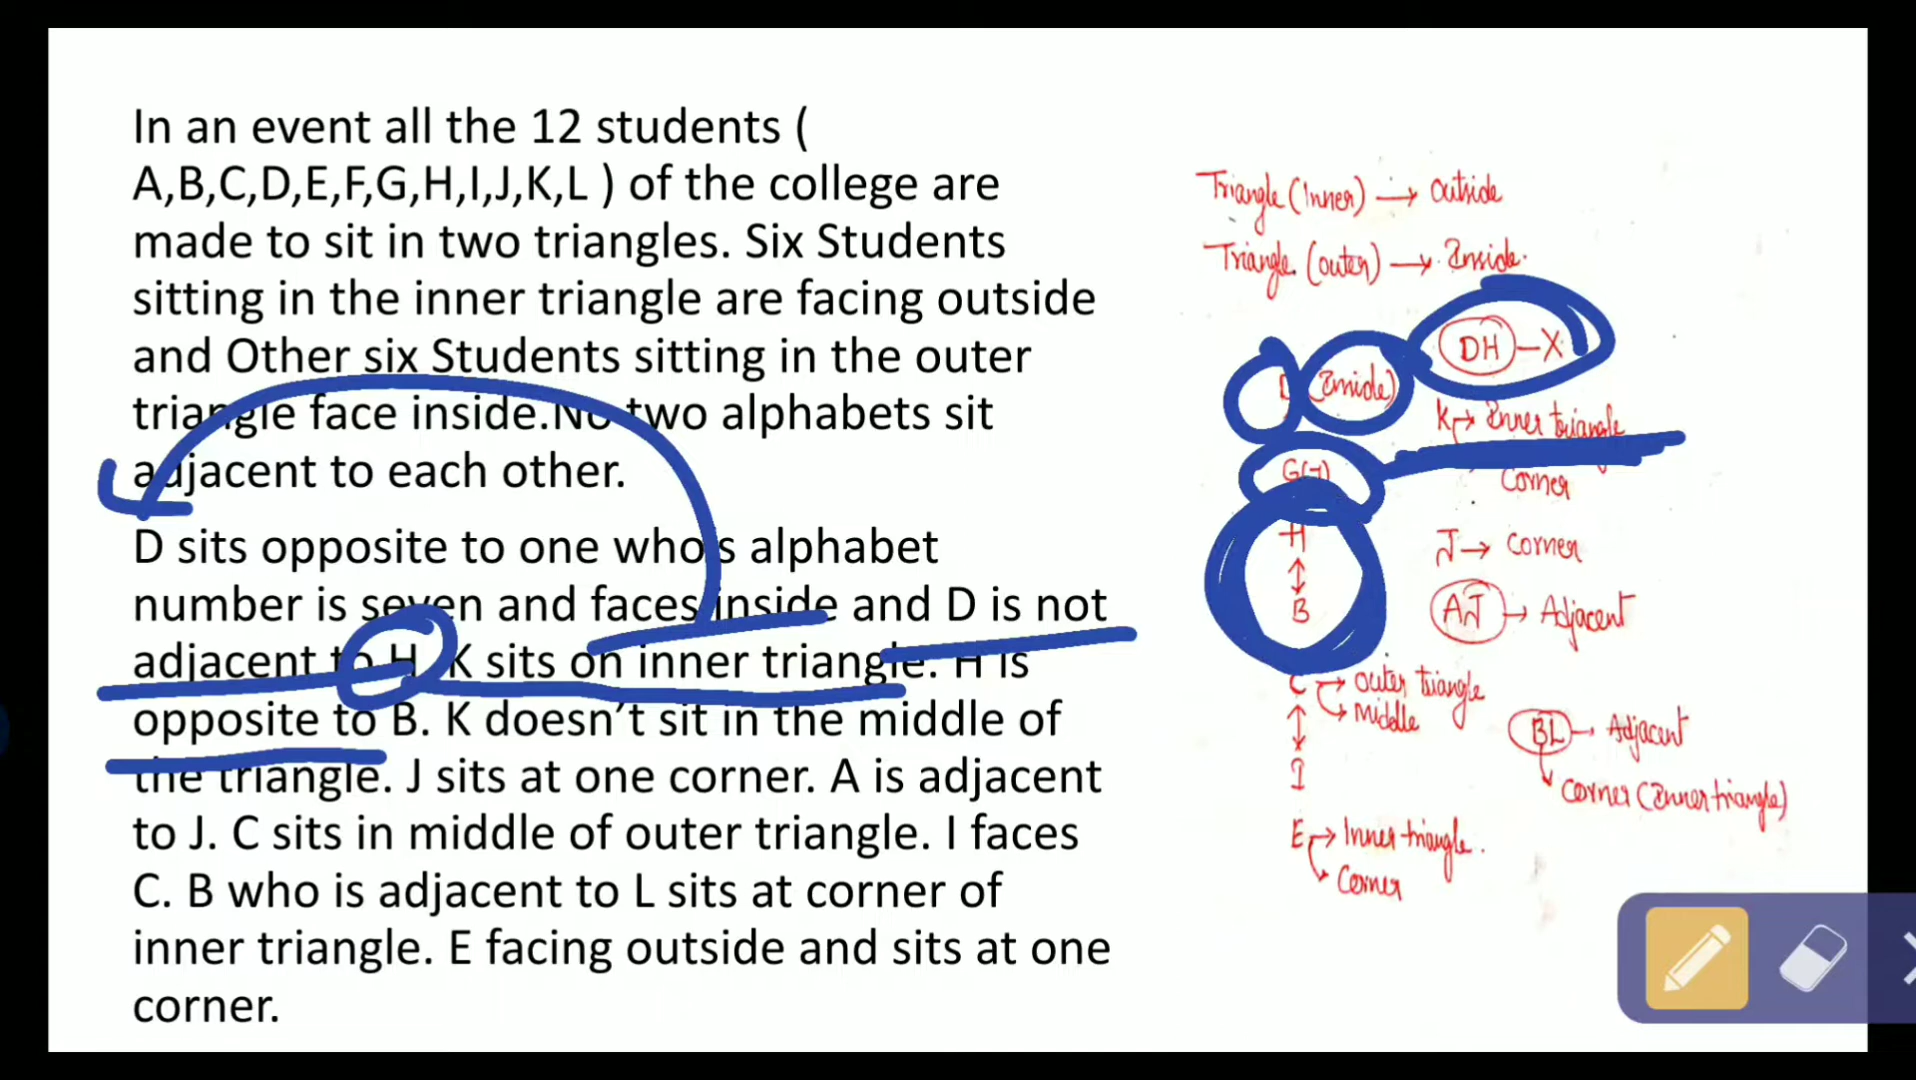 In an event all the 12 students (
A,B,C,D,E,F,G,H,I,J,K,L ) of the college are
made to sit in two triangles. Six Students
sitting in the inner triangle are facing outside
and Other six Students sitting in the outer
triangle face inside.No two alphabets sit
adjacent to each other.
D sits opposite to one who's alphabet
number is seven and faces inside and D is not
adjacent to H. K sits on inner triangle. H is
opposite to B. K doesn't sit in the middle of
the triangle. J sits at one corner. A is adjacent
to J. C sits in middle of outer triangle. I faces
C. B who is adjacent to L sits at corner of
inner triangle. E facing outside and sits at one
corner.
Triangle (Inner) → Outside
Triangle (outer) → Inside.
DH — X
(Inside)
K → Inner triangle
Corner
G(7)
H
↕
B
J → Corner
AJ → Adjacent
C → outer triangle
→ Middle
↕
I
BL → Adjacent
Corner (Inner triangle)
E → Inner triangle.
Corner